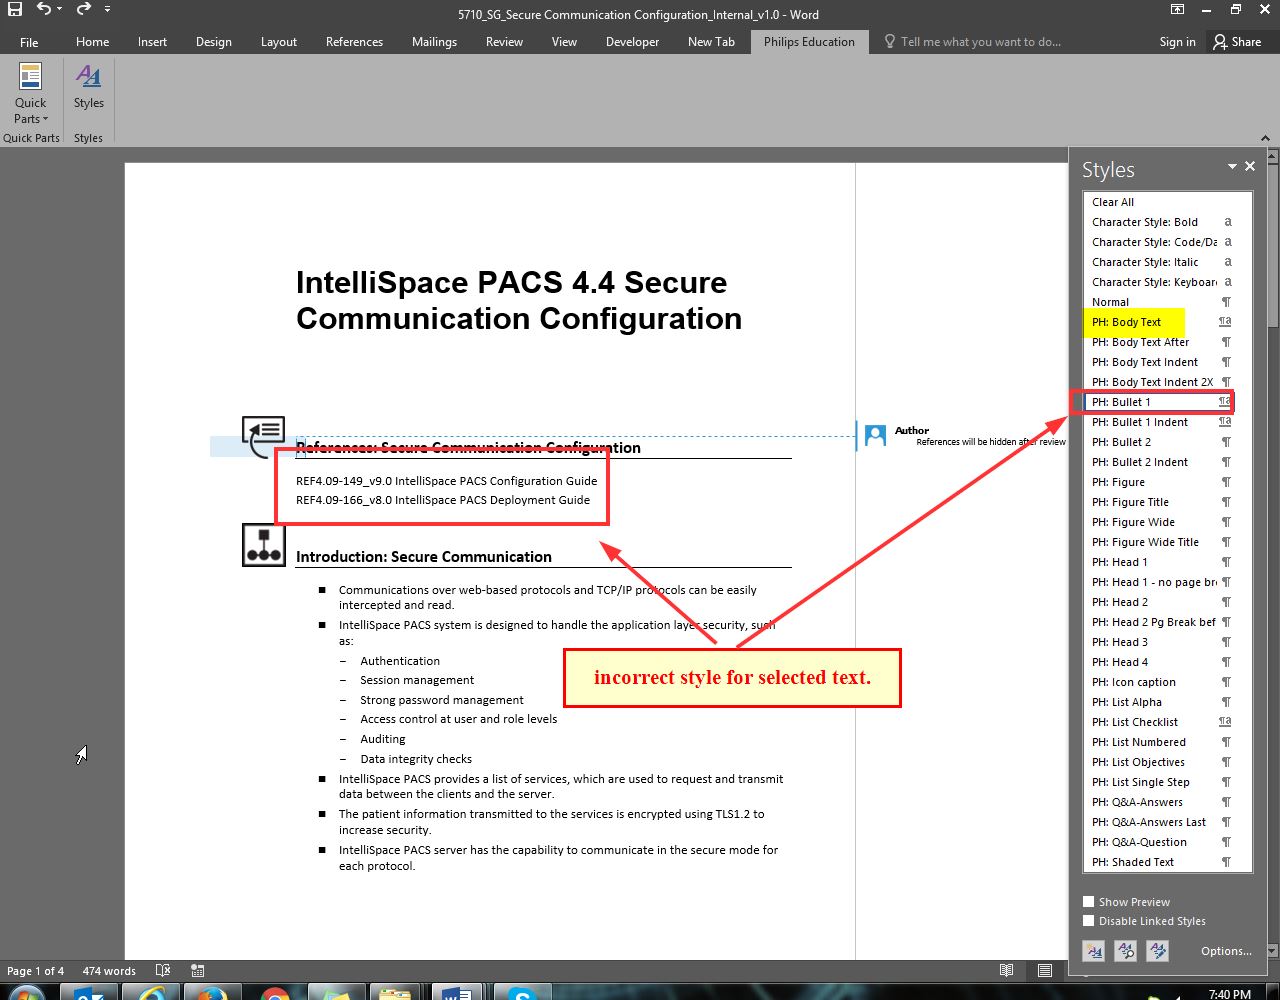 5710_SG_Secure Communication Configuration_Internal_v1.0 - Word
File Home Insert Design Layout References Mailings Review View Developer New Tab Philips Education Tell me what you want to do... Sign in Share
Quick
Parts
Styles
Quick Parts Styles
IntelliSpace PACS 4.4 Secure
Communication Configuration
References: Secure Communication Configuration
REF4.09-149_v9.0 IntelliSpace PACS Configuration Guide
REF4.09-166_v8.0 IntelliSpace PACS Deployment Guide
Author
References will be hidden after review
Introduction: Secure Communication
■ Communications over web-based protocols and TCP/IP protocols can be easily
intercepted and read.
■ IntelliSpace PACS system is designed to handle the application layer security, such
as:
– Authentication
– Session management
– Strong password management
– Access control at user and role levels
– Auditing
– Data integrity checks
■ IntelliSpace PACS provides a list of services, which are used to request and transmit
data between the clients and the server.
■ The patient information transmitted to the services is encrypted using TLS1.2 to
increase security.
■ IntelliSpace PACS server has the capability to communicate in the secure mode for
each protocol.
incorrect style for selected text.
Styles
Clear All
Character Style: Bold a
Character Style: Code/Da a
Character Style: Italic a
Character Style: Keyboar a
Normal ¶
PH: Body Text ¶a
PH: Body Text After ¶
PH: Body Text Indent ¶
PH: Body Text Indent 2X ¶
PH: Bullet 1 ¶a
PH: Bullet 1 Indent ¶a
PH: Bullet 2 ¶
PH: Bullet 2 Indent ¶
PH: Figure ¶
PH: Figure Title ¶
PH: Figure Wide ¶
PH: Figure Wide Title ¶
PH: Head 1 ¶
PH: Head 1 - no page bre ¶
PH: Head 2 ¶
PH: Head 2 Pg Break bef ¶
PH: Head 3 ¶
PH: Head 4 ¶
PH: Icon caption ¶
PH: List Alpha ¶
PH: List Checklist ¶a
PH: List Numbered ¶
PH: List Objectives ¶
PH: List Single Step ¶
PH: Q&A-Answers ¶
PH: Q&A-Answers Last ¶
PH: Q&A-Question ¶
PH: Shaded Text ¶
Show Preview
Disable Linked Styles
Options...
Page 1 of 4 474 words
7:40 PM